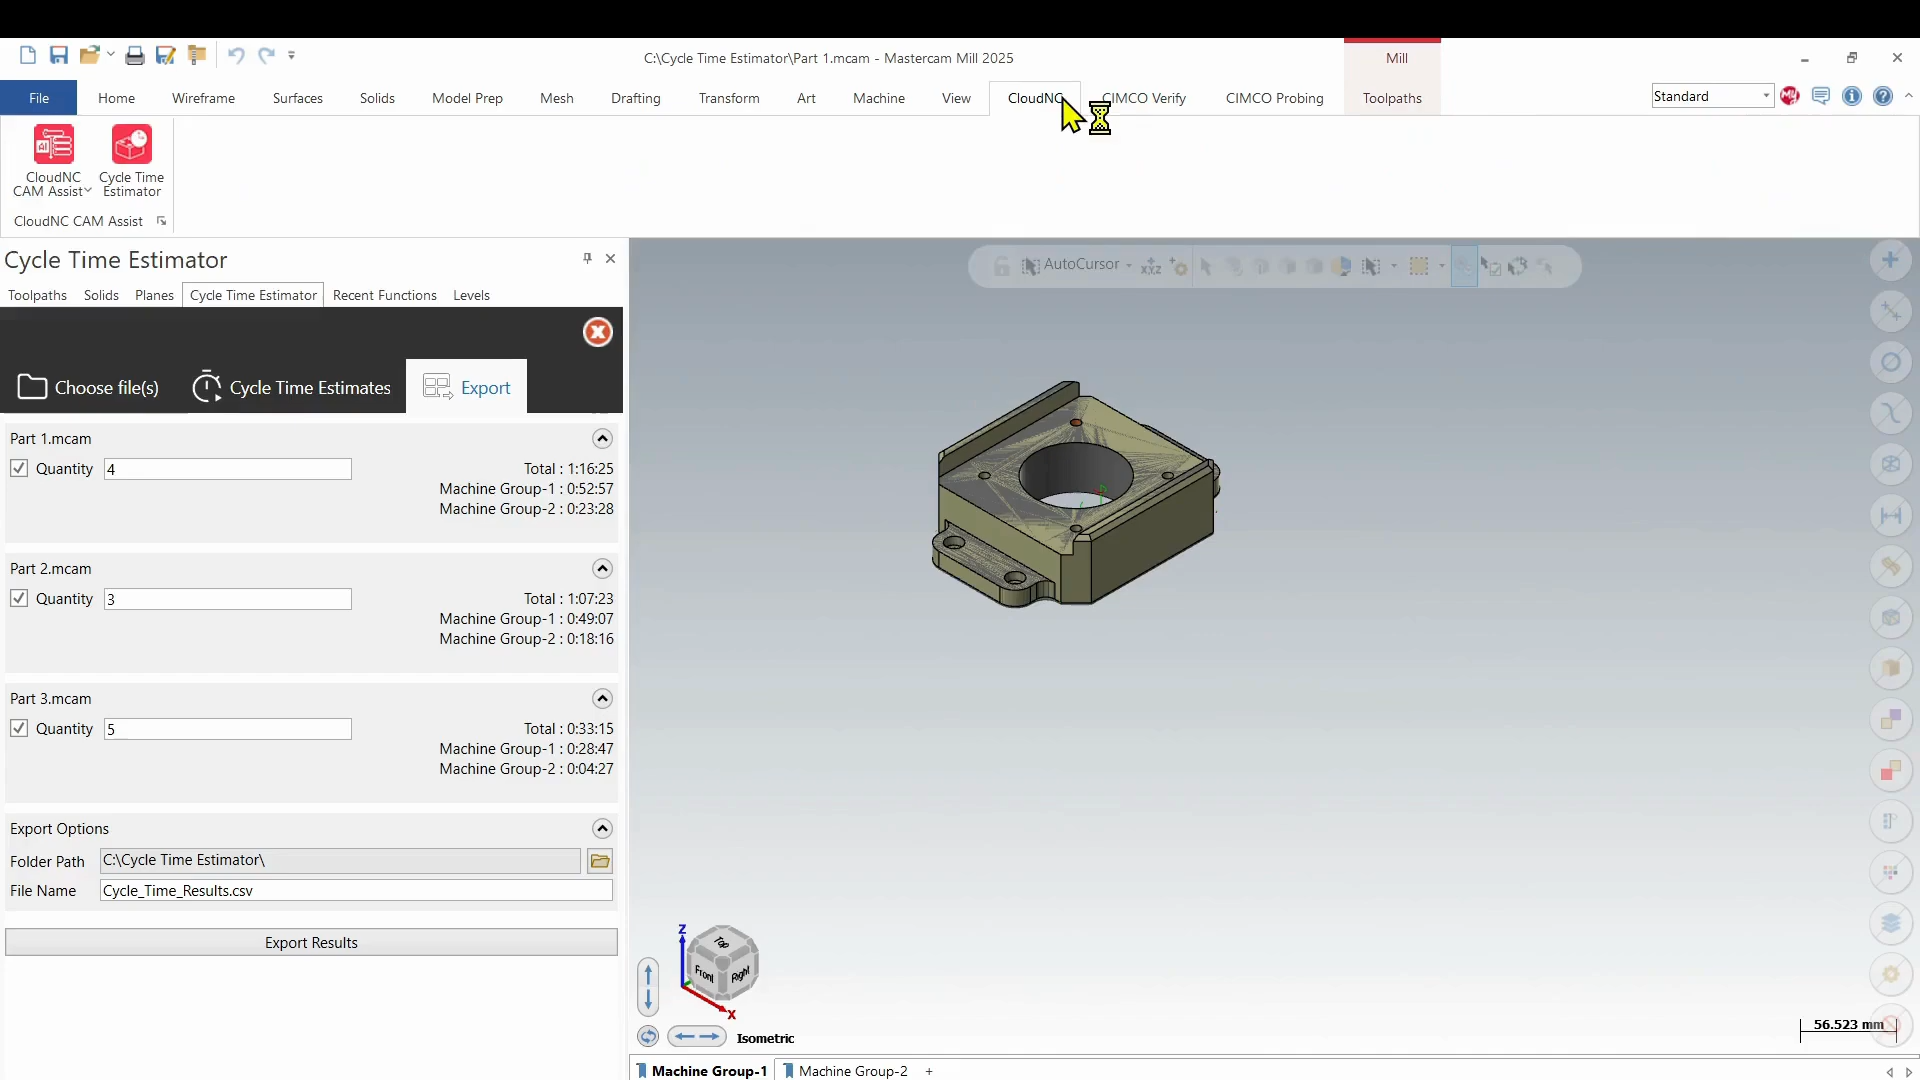 C:\Cycle Time Estimator\Part 1.mcam - Mastercam Mill 2025
Mill
File
Home
Wireframe
Surfaces
Solids
Model Prep
Mesh
Drafting
Transform
Art
Machine
View
CloudNC
CIMCO Verify
CIMCO Probing
Toolpaths
Standard
CloudNC
CAM Assist
Cycle Time
Estimator
CloudNC CAM Assist
Cycle Time Estimator
Toolpaths
Solids
Planes
Cycle Time Estimator
Recent Functions
Levels
AutoCursor
Choose file(s)
Cycle Time Estimates
Export
Part 1.mcam
Quantity
4
Total : 1:16:25
Machine Group-1 : 0:52:57
Machine Group-2 : 0:23:28
Part 2.mcam
Quantity
3
Total : 1:07:23
Machine Group-1 : 0:49:07
Machine Group-2 : 0:18:16
Part 3.mcam
Quantity
5
Total : 0:33:15
Machine Group-1 : 0:28:47
Machine Group-2 : 0:04:27
Export Options
Folder Path
C:\Cycle Time Estimator\
File Name
Cycle_Time_Results.csv
Export Results
Z
Top
Front
Right
X
Isometric
56.523 mm
Machine Group-1
Machine Group-2
+